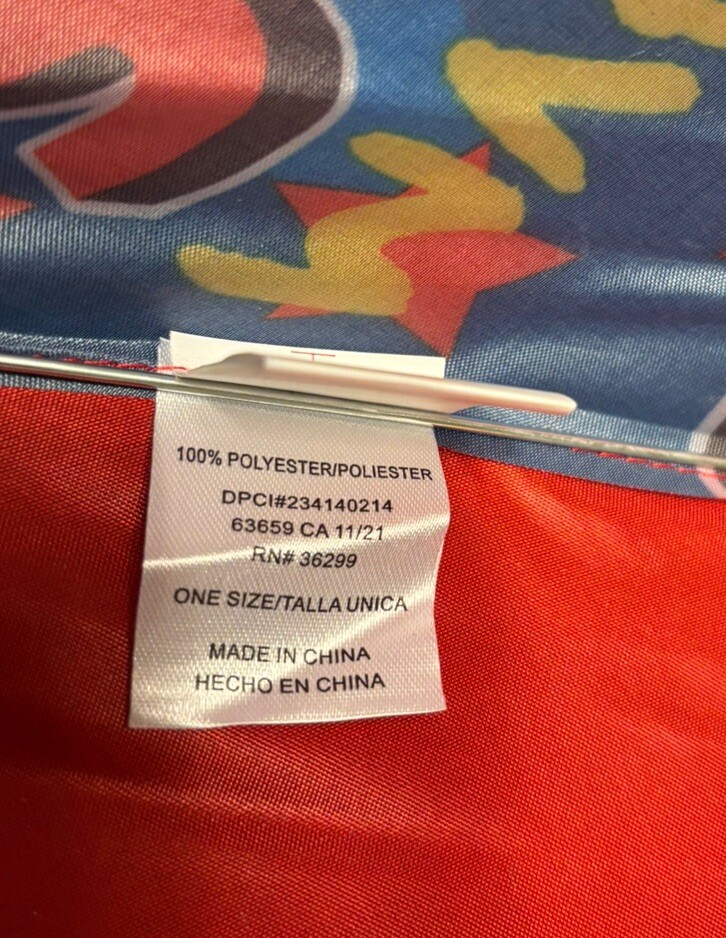 100% POLYESTER/POLIESTER
DPCI#234140214
63659 CA 11/21
RN# 36299
ONE SIZE/TALLA UNICA
MADE IN CHINA
HECHO EN CHINA